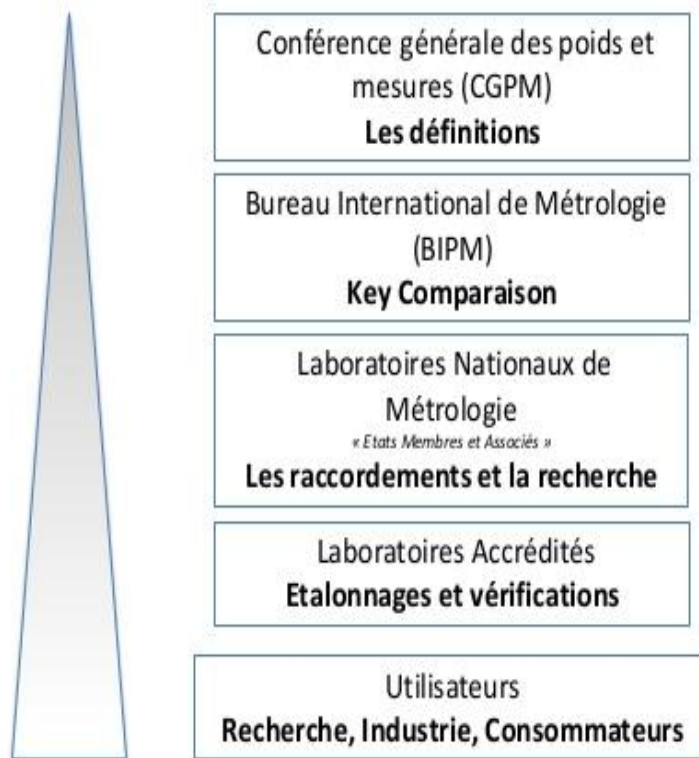 Conférence générale des poids et
mesures (CGPM)
Les définitions
Bureau International de Métrologie
(BIPM)
Key Comparaison
Laboratoires Nationaux de
Métrologie
« Etats Membres et Associés »
Les raccordements et la recherche
Laboratoires Accrédités
Etalonnages et vérifications
Utilisateurs
Recherche, Industrie, Consommateurs